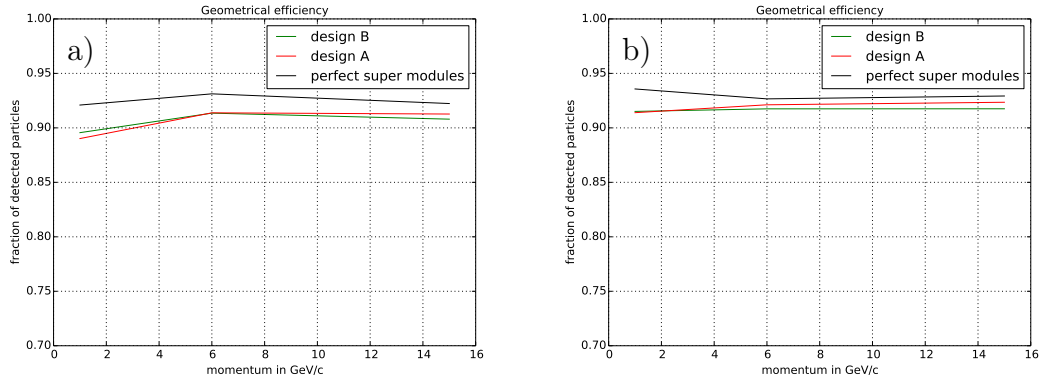 Geometrical efficiency
a)
design B
design A
perfect super modules
fraction of detected particles
1.00
0.95
0.90
0.85
0.80
0.75
0.70
0 2 4 6 8 10 12 14 16
momentum in GeV/c
Geometrical efficiency
b)
design B
design A
perfect super modules
fraction of detected particles
1.00
0.95
0.90
0.85
0.80
0.75
0.70
0 2 4 6 8 10 12 14 16
momentum in GeV/c